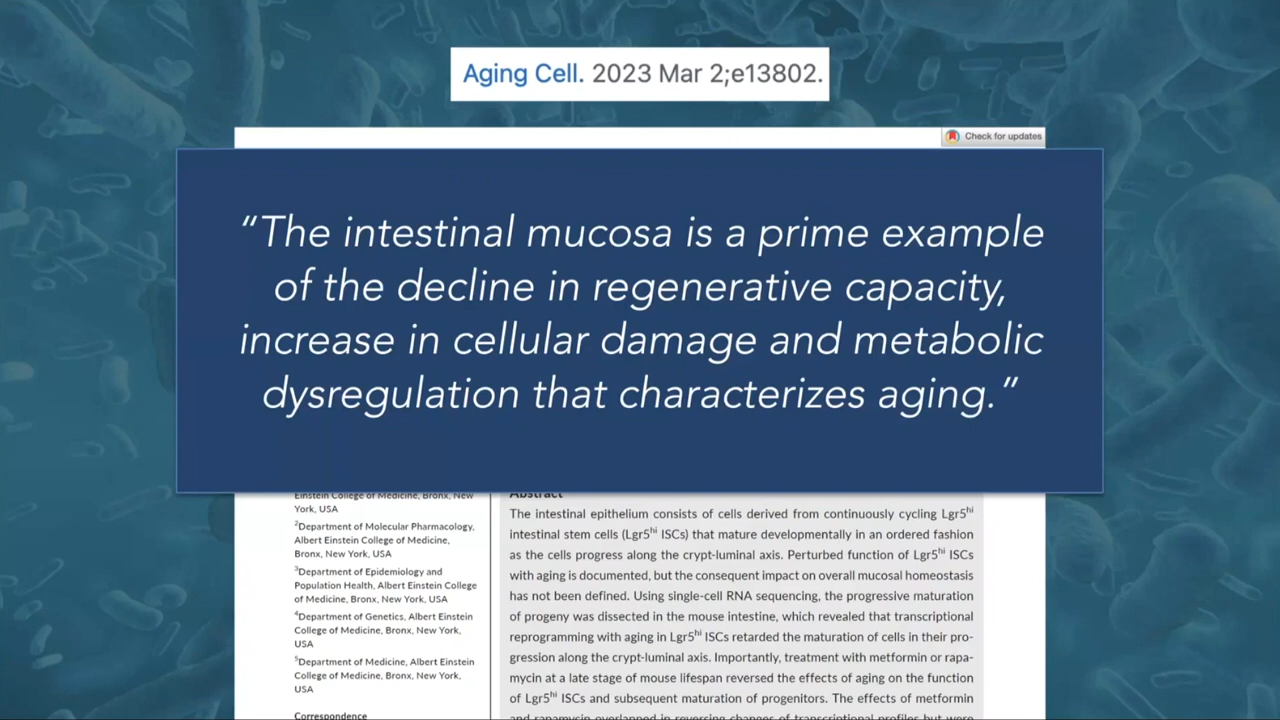 Aging Cell. 2023 Mar 2;e13802.
Check for updates
“The intestinal mucosa is a prime example
of the decline in regenerative capacity,
increase in cellular damage and metabolic
dysregulation that characterizes aging.”
Einstein College of Medicine, Bronx, New
York, USA
2Department of Molecular Pharmacology,
Albert Einstein College of Medicine,
Bronx, New York, USA
3Department of Epidemiology and
Population Health, Albert Einstein College
of Medicine, Bronx, New York, USA
4Department of Genetics, Albert Einstein
College of Medicine, Bronx, New York,
USA
5Department of Medicine, Albert Einstein
College of Medicine, Bronx, New York,
USA
Correspondence
Abstract
The intestinal epithelium consists of cells derived from continuously cycling Lgr5hi
intestinal stem cells (Lgr5hi ISCs) that mature developmentally in an ordered fashion
as the cells progress along the crypt-luminal axis. Perturbed function of Lgr5hi ISCs
with aging is documented, but the consequent impact on overall mucosal homeostasis
has not been defined. Using single-cell RNA sequencing, the progressive maturation
of progeny was dissected in the mouse intestine, which revealed that transcriptional
reprogramming with aging in Lgr5hi ISCs retarded the maturation of cells in their pro-
gression along the crypt-luminal axis. Importantly, treatment with metformin or rapa-
mycin at a late stage of mouse lifespan reversed the effects of aging on the function
of Lgr5hi ISCs and subsequent maturation of progenitors. The effects of metformin
and rapamycin overlapped in reversing changes of transcriptional profiles but were